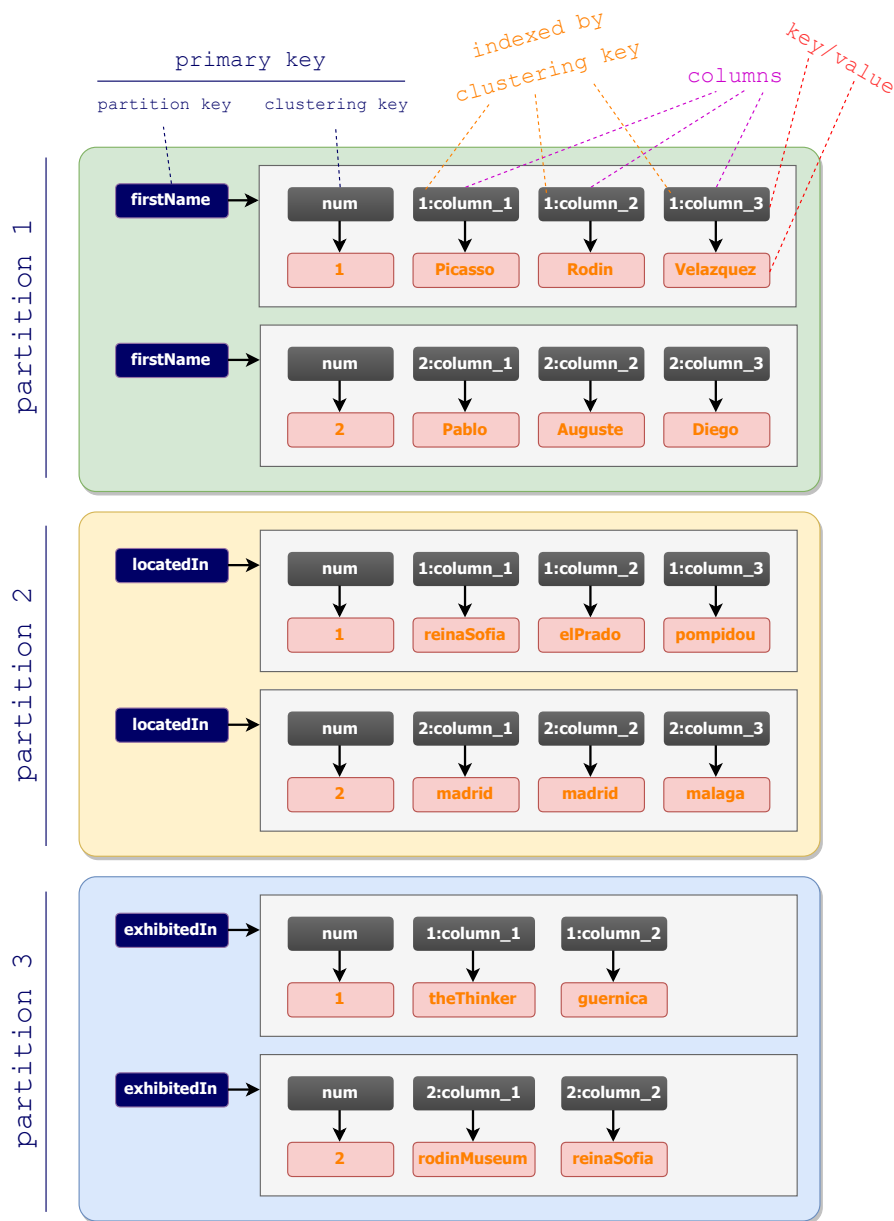 primary key
partition key clustering key
indexed by
clustering key
columns
key/value
partition 1
firstName num 1:column_1 1:column_2 1:column_3
1 Picasso Rodin Velazquez
firstName num 2:column_1 2:column_2 2:column_3
2 Pablo Auguste Diego
partition 2
locatedIn num 1:column_1 1:column_2 1:column_3
1 reinaSofia elPrado pompidou
locatedIn num 2:column_1 2:column_2 2:column_3
2 madrid madrid malaga
partition 3
exhibitedIn num 1:column_1 1:column_2
1 theThinker guernica
exhibitedIn num 2:column_1 2:column_2
2 rodinMuseum reinaSofia